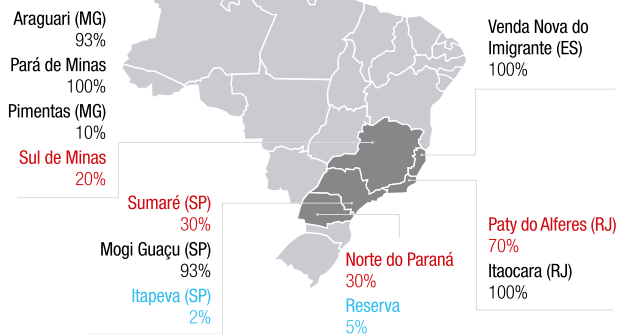 Araguari (MG)
93%
Pará de Minas
100%
Pimentas (MG)
10%
Sul de Minas
20%
Sumaré (SP)
30%
Mogi Guaçu (SP)
93%
Itapeva (SP)
2%
Norte do Paraná
30%
Reserva
5%
Venda Nova do
Imigrante (ES)
100%
Paty do Alferes (RJ)
70%
Itaocara (RJ)
100%